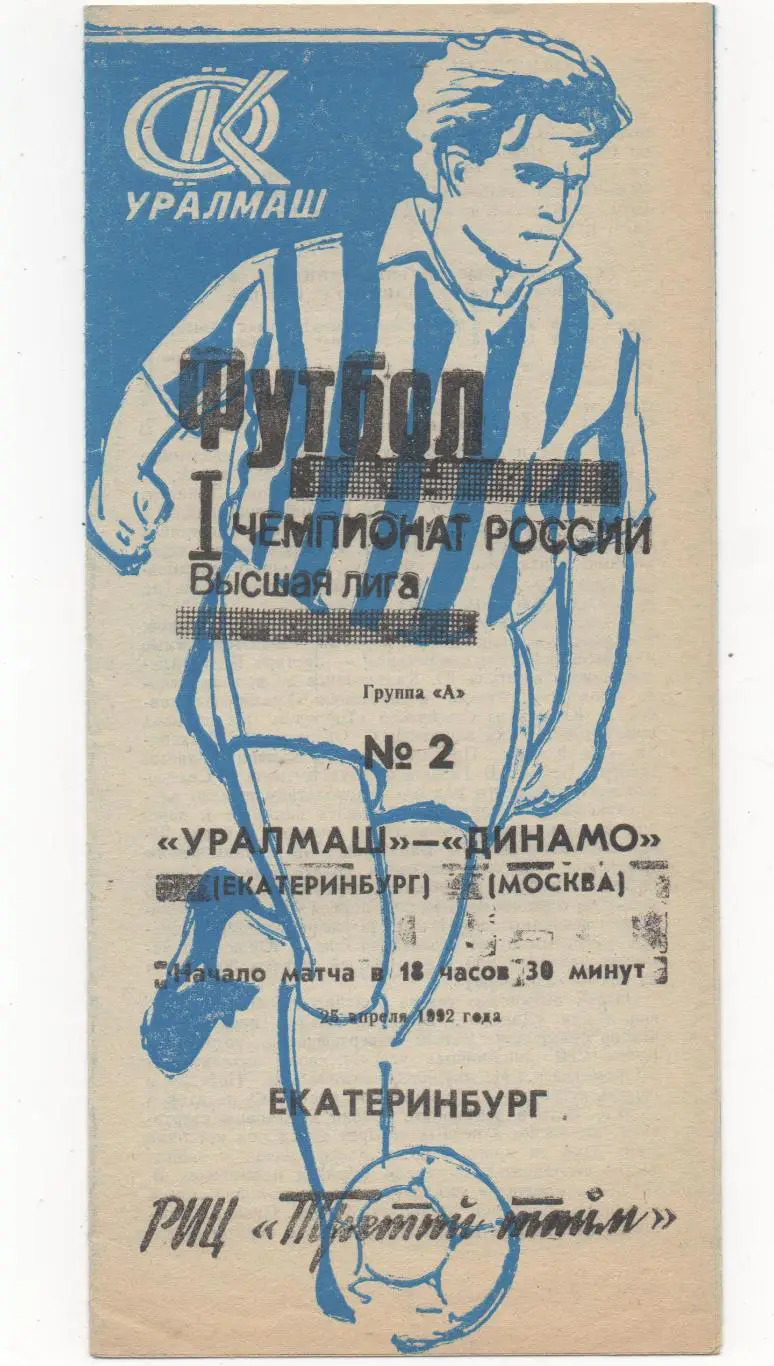 ФСК
УРАЛМАШ
Футбол
I ЧЕМПИОНАТ РОССИИ
Высшая лига
Группа «А»
№ 2
«УРАЛМАШ»—«ДИНАМО»
(ЕКАТЕРИНБУРГ) (МОСКВА)
Начало матча в 18 часов 30 минут
25 апреля 1992 года
ЕКАТЕРИНБУРГ
РИЦ «Третий тайм»